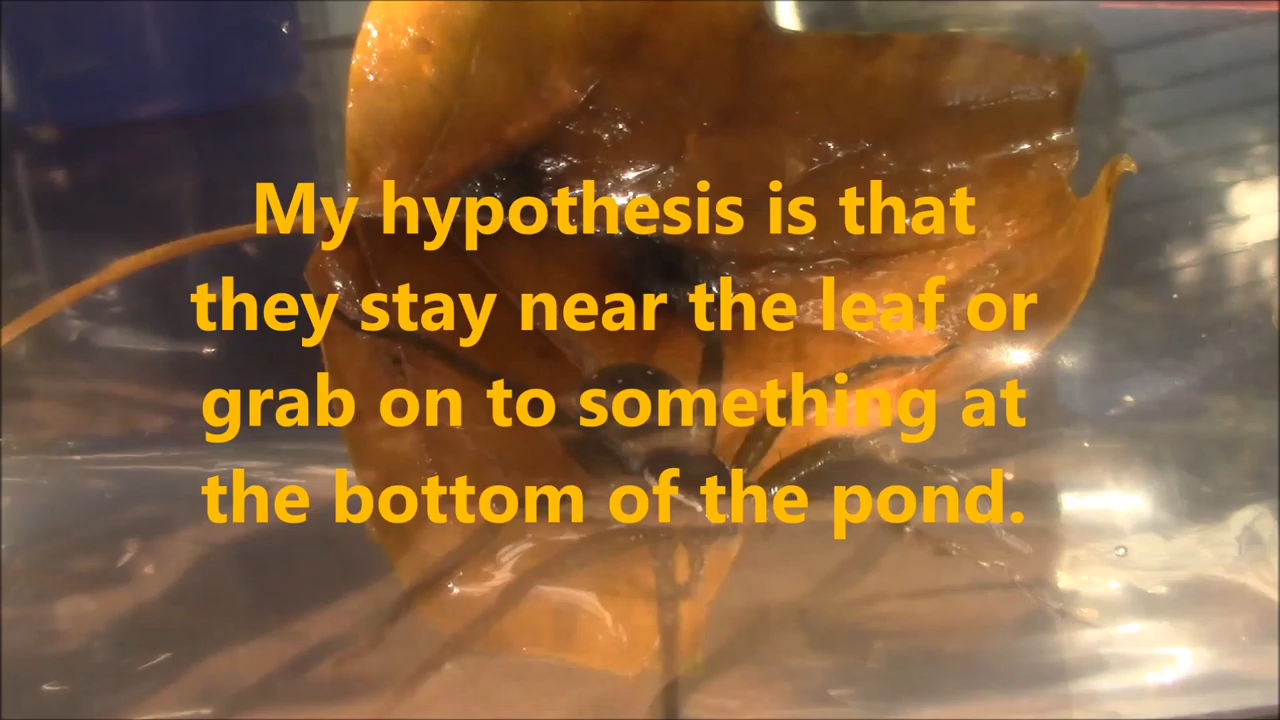 My hypothesis is that
they stay near the leaf or
grab on to something at
the bottom of the pond.